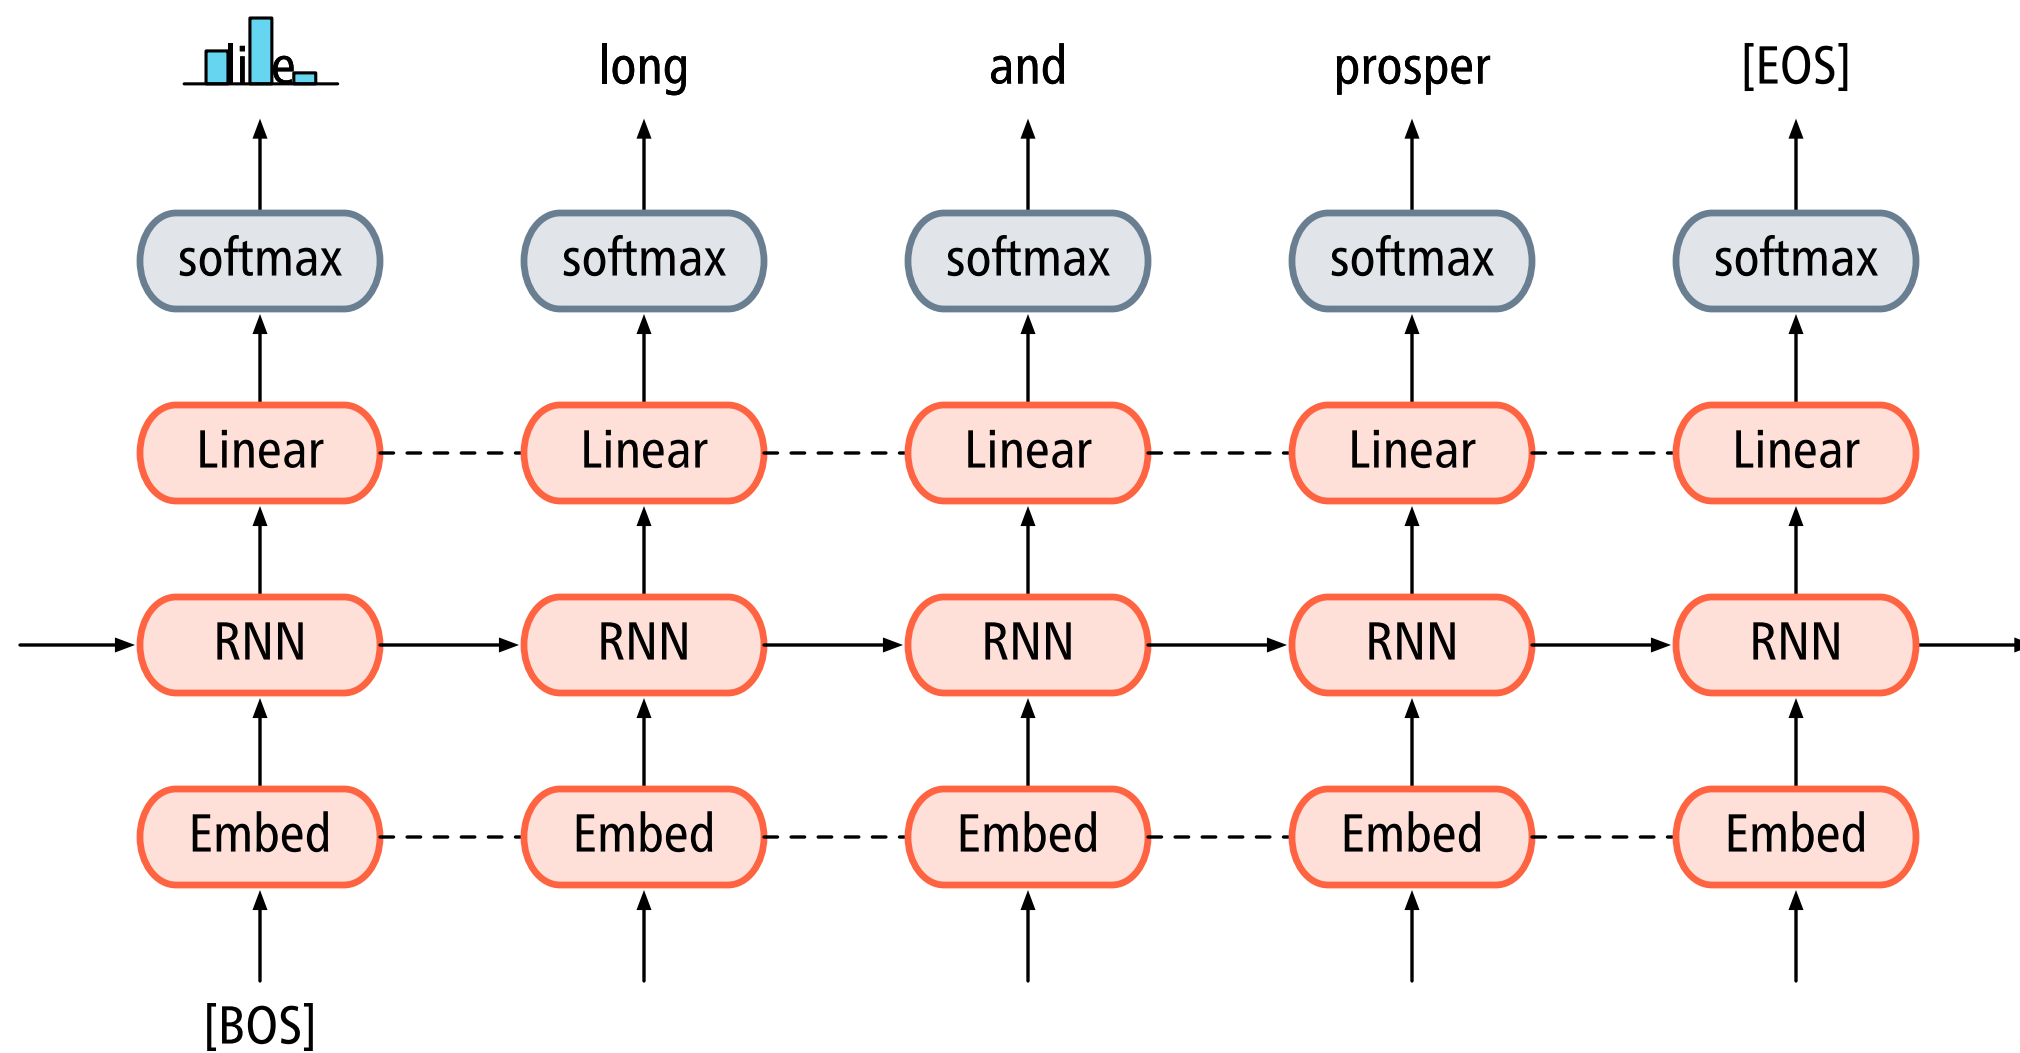 long and prosper [EOS]
softmax softmax softmax softmax softmax
Linear Linear Linear Linear Linear
RNN RNN RNN RNN RNN
Embed Embed Embed Embed Embed
[BOS]